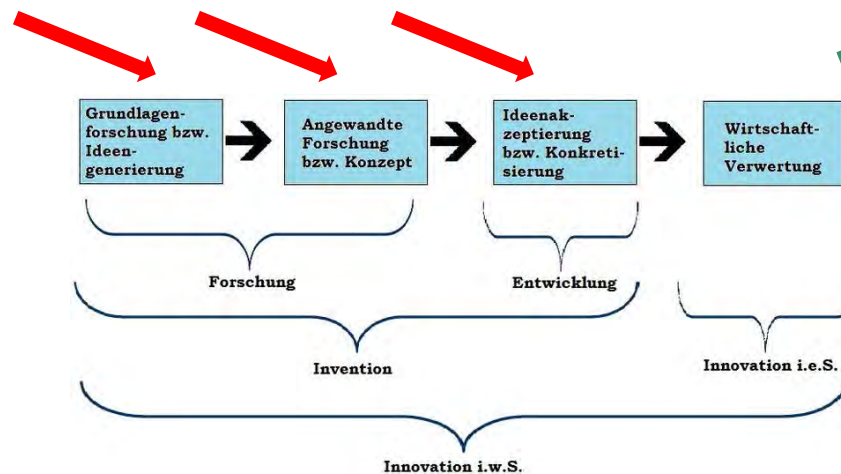 Grundlagen-
forschung bzw.
Ideen-
generierung
Angewandte
Forschung
bzw. Konzept
Ideenak-
zeptierung
bzw. Konkreti-
sierung
Wirtschaft-
liche
Verwertung
Forschung
Entwicklung
Invention
Innovation i.e.S.
Innovation i.w.S.